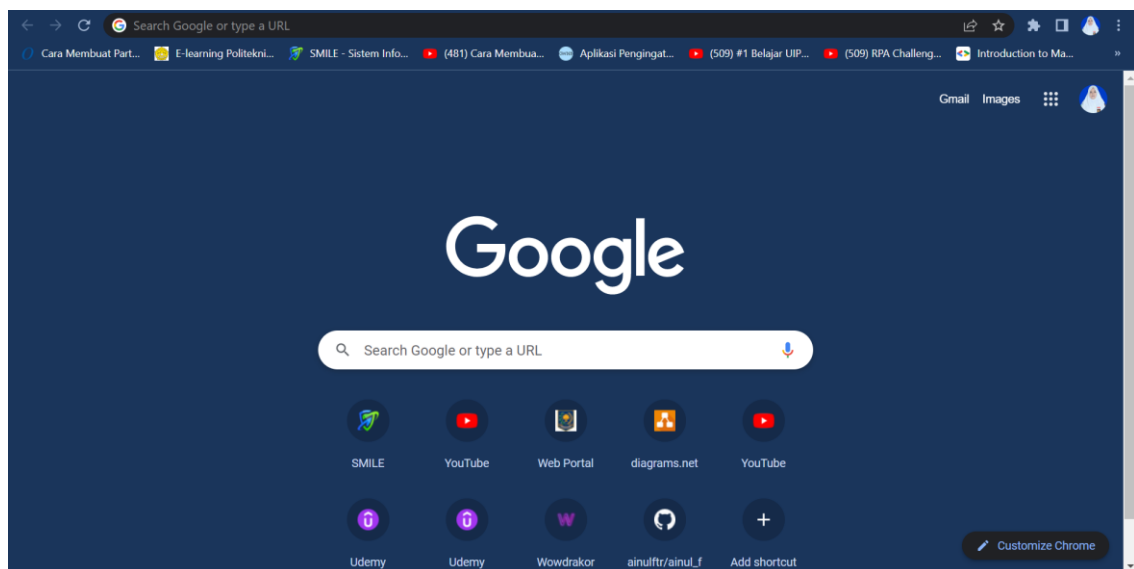 Search Google or type a URL
Cara Membuat Part... E-learning Politekni... SMILE - Sistem Info... (481) Cara Membua... Aplikasi Pengingat... (509) #1 Belajar UIP... (509) RPA Challeng... Introduction to Ma... »
Gmail Images
Google
Search Google or type a URL
SMILE YouTube Web Portal diagrams.net YouTube
Udemy Udemy Wowdrakor ainulftr/ainul_f Add shortcut
Customize Chrome